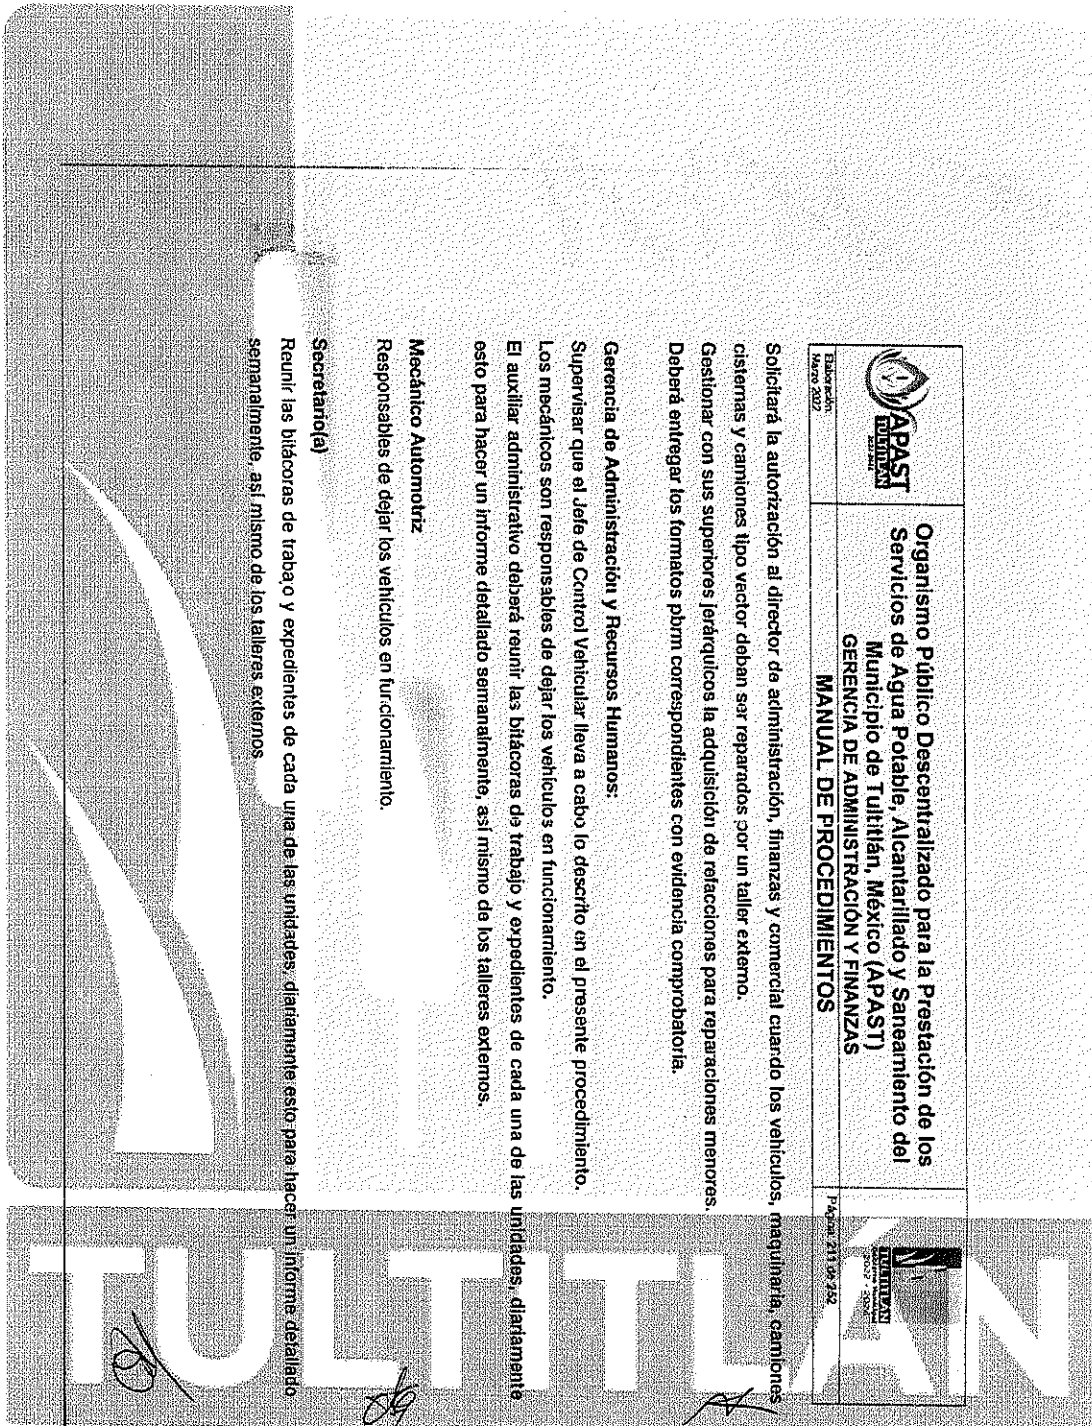 APAST
TULTITLÁN
2022-2024
Elaboración:
Marzo 2022
Organismo Público Descentralizado para la Prestación de los
Servicios de Agua Potable, Alcantarillado y Saneamiento del
Municipio de Tultitlán, México (APAST)
GERENCIA DE ADMINISTRACIÓN Y FINANZAS
MANUAL DE PROCEDIMIENTOS
TULTITLÁN
Página 211 de 252
Solicitará la autorización al director de administración, finanzas y comercial cuando los vehículos, maquinaria, camiones
cisternas y camiones tipo vactor deban ser reparados por un taller externo.
Gestionar con sus superiores jerárquicos la adquisición de refacciones para reparaciones menores.
Deberá entregar los formatos pbrm correspondientes con evidencia comprobatoria.
Gerencia de Administración y Recursos Humanos:
Supervisar que el Jefe de Control Vehicular lleva a cabo lo descrito en el presente procedimiento.
Los mecánicos son responsables de dejar los vehículos en funcionamiento.
El auxiliar administrativo deberá reunir las bitácoras de trabajo y expedientes de cada una de las unidades, diariamente
esto para hacer un informe detallado semanalmente, así mismo de los talleres externos.
Mecánico Automotriz
Responsables de dejar los vehículos en funcionamiento.
Secretario(a)
Reunir las bitácoras de trabajo y expedientes de cada una de las unidades, diariamente esto para hacer un informe detallado
semanalmente, así mismo de los talleres externos
TULTITLÁN